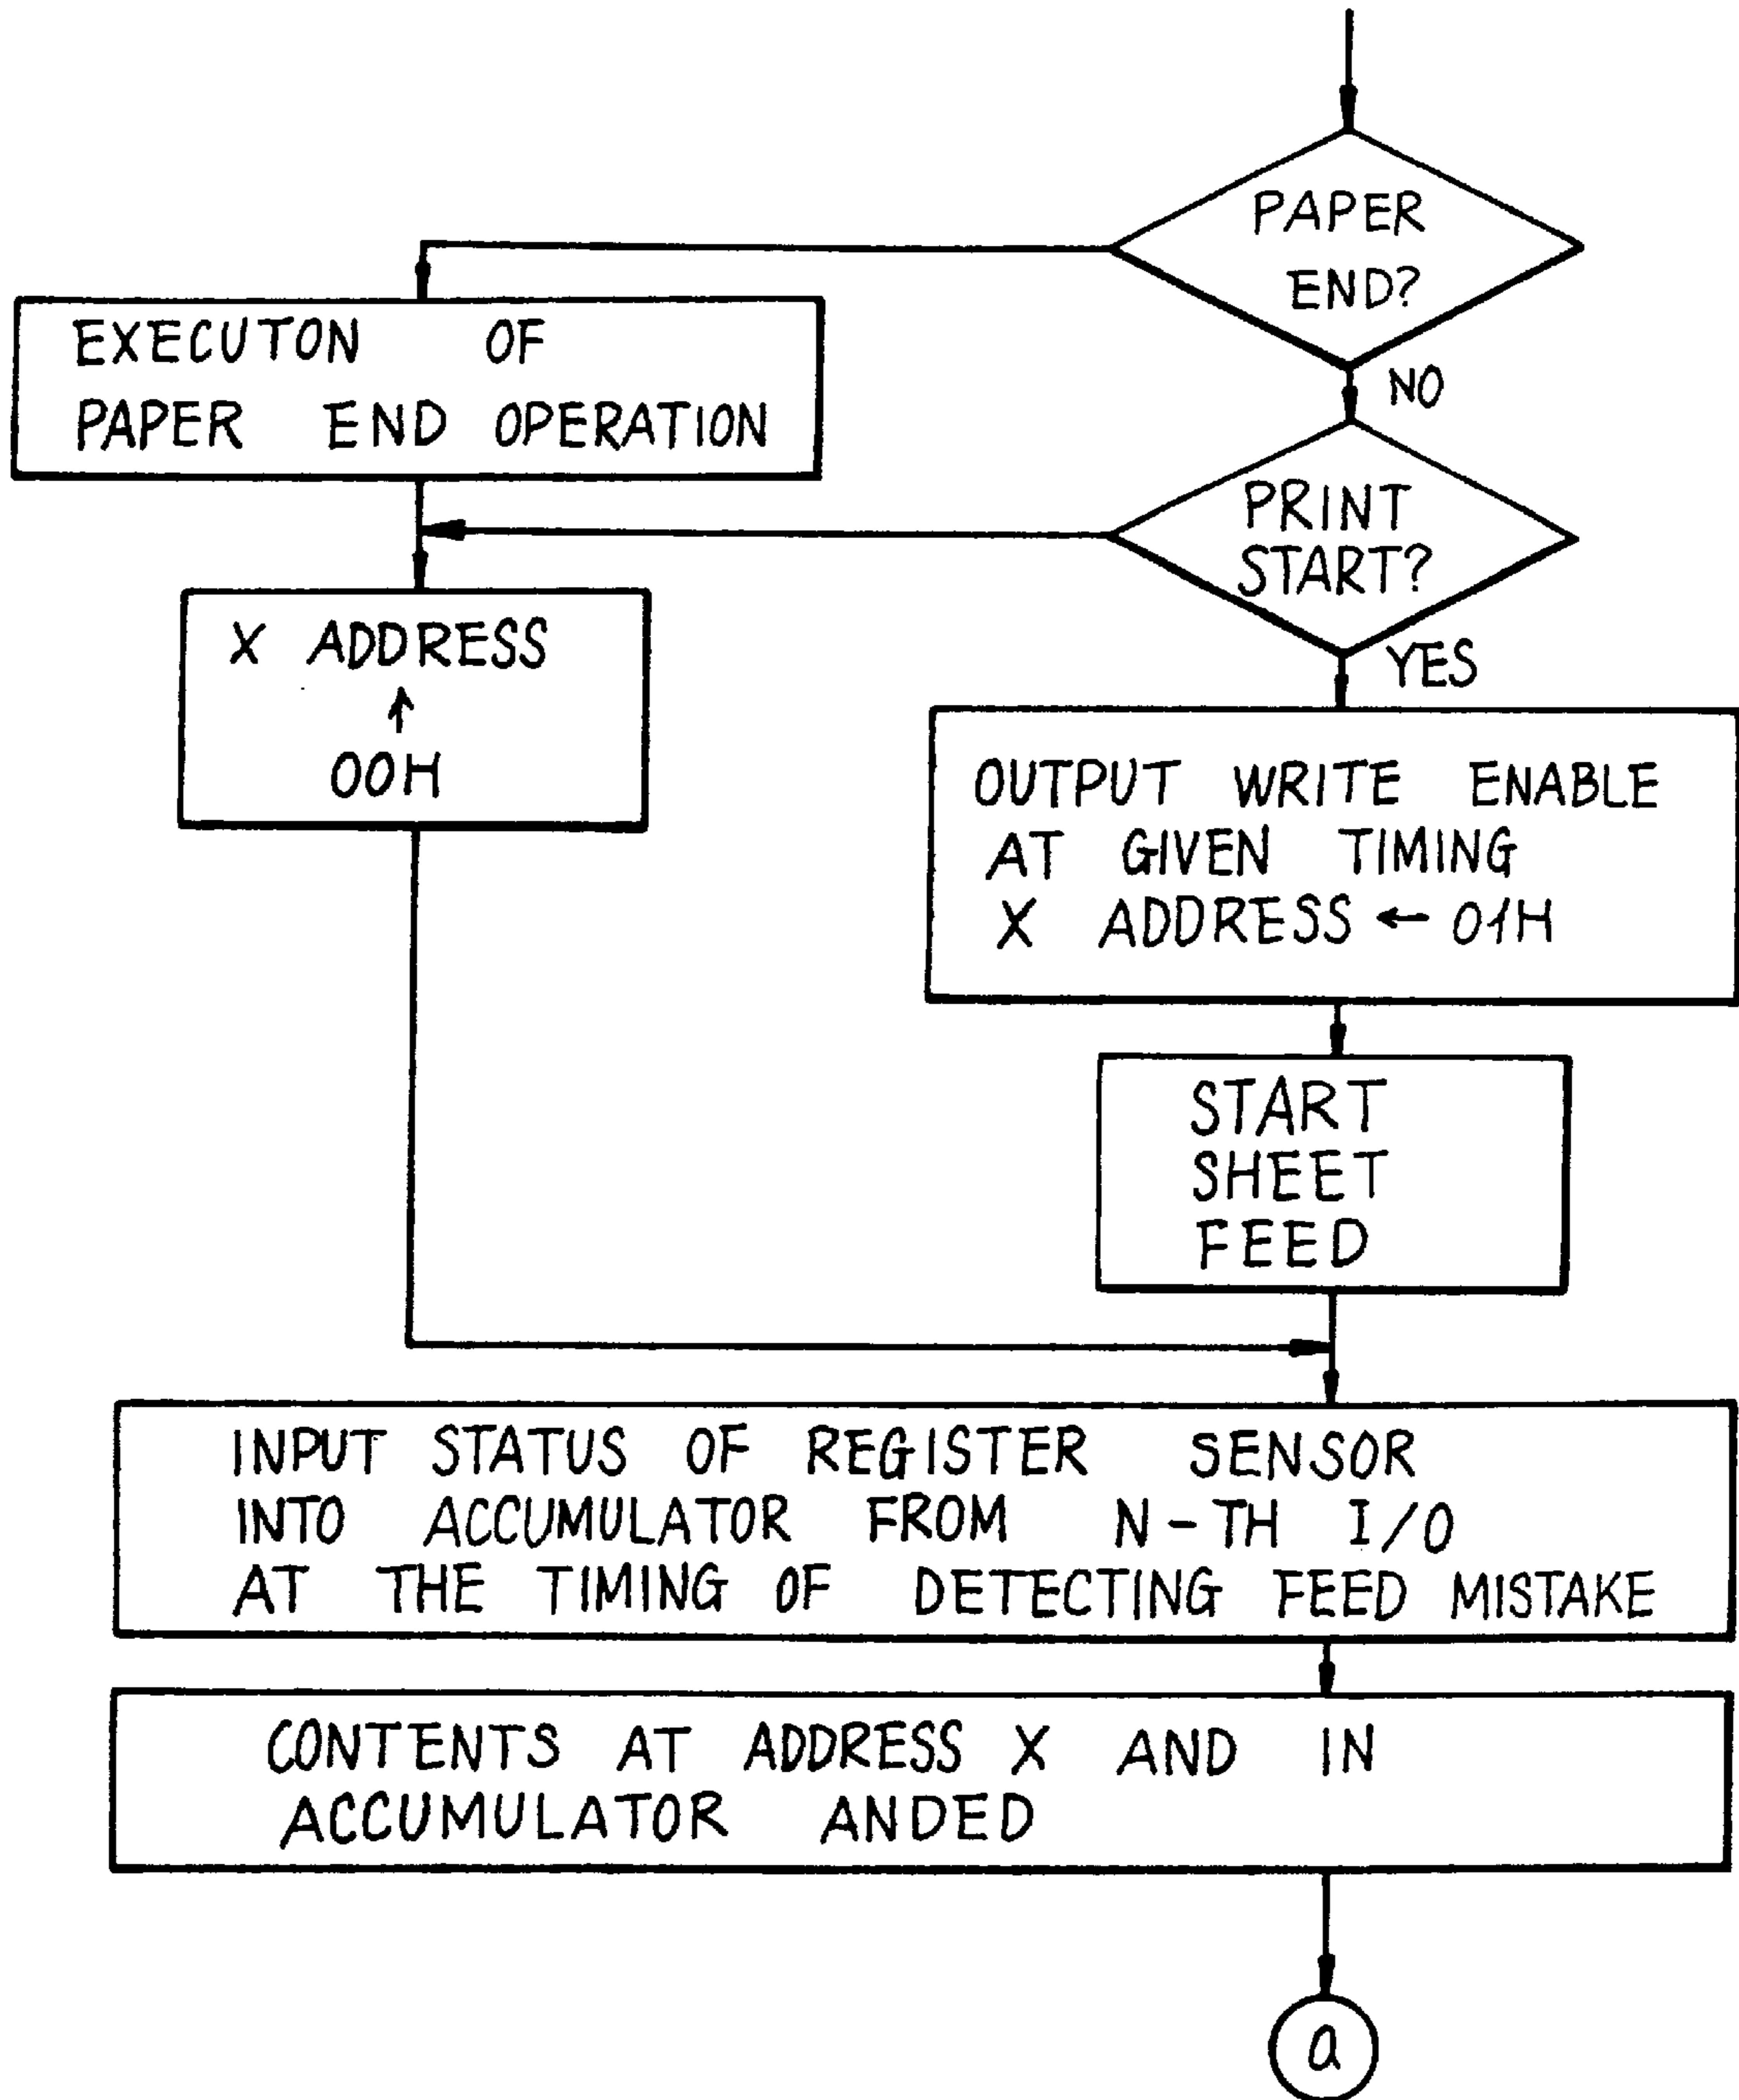 PAPER
END?
EXECUTON OF
PAPER END OPERATION
NO
PRINT
START?
X ADDRESS
↑
00H
YES
OUTPUT WRITE ENABLE
AT GIVEN TIMING
X ADDRESS ← 01H
START
SHEET
FEED
INPUT STATUS OF REGISTER SENSOR
INTO ACCUMULATOR FROM N-TH I/O
AT THE TIMING OF DETECTING FEED MISTAKE
CONTENTS AT ADDRESS X AND IN
ACCUMULATOR ANDED
a